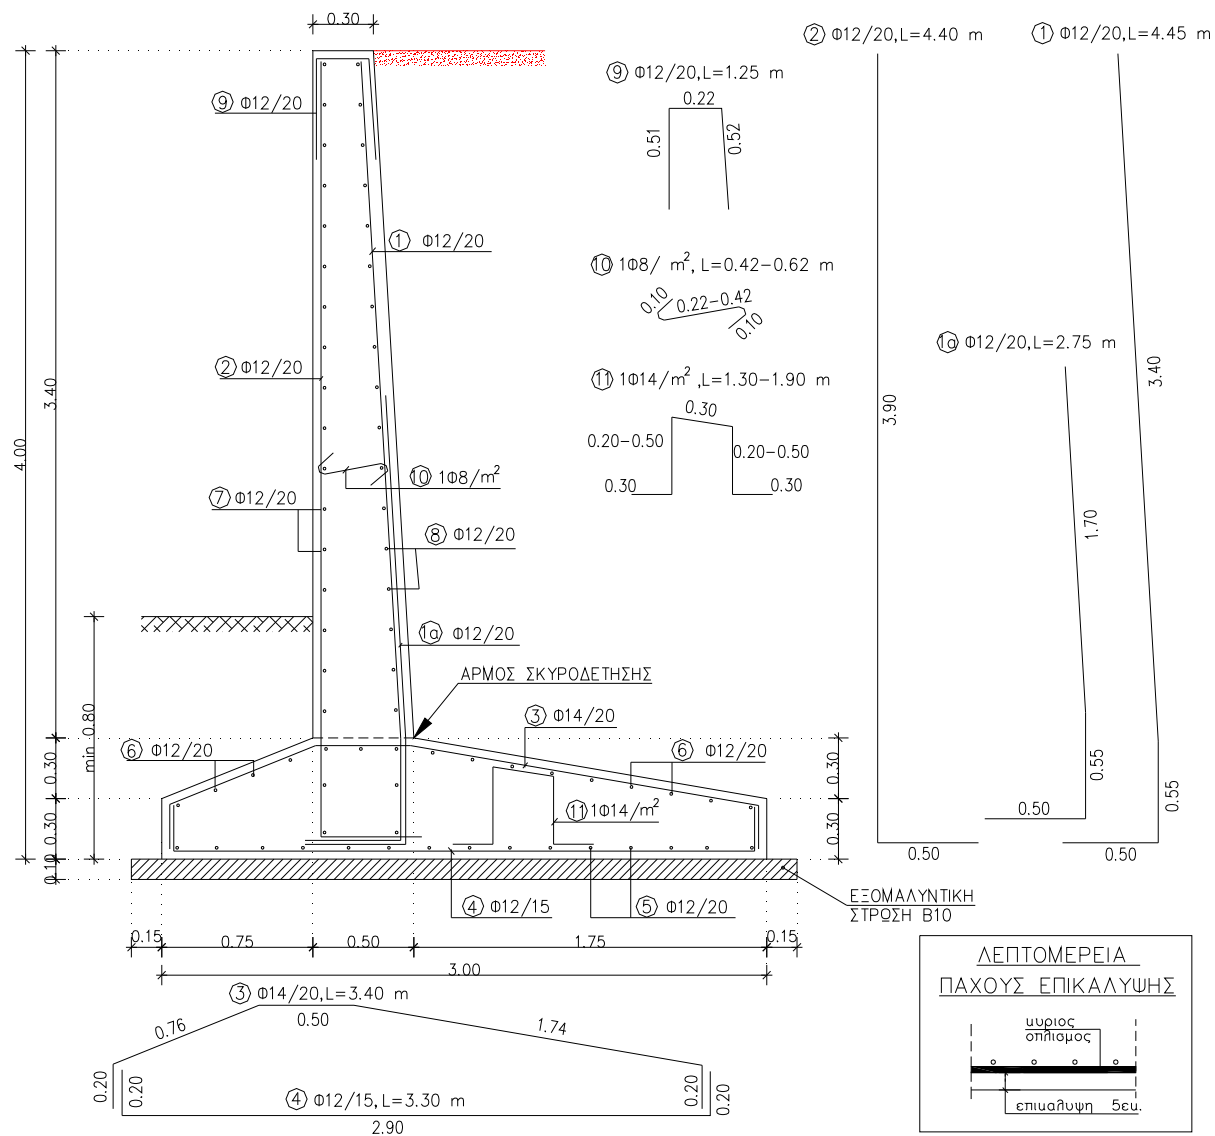 0.30
② Φ12/20,L=4.40 m
① Φ12/20,L=4.45 m
⑨ Φ12/20,L=1.25 m
0.22
0.51
0.52
⑨ Φ12/20
① Φ12/20
⑩ 1Φ8/ m², L=0.42-0.62 m
0.10
0.22-0.42
0.10
1α Φ12/20,L=2.75 m
② Φ12/20
⑪ 1Φ14/m² ,L=1.30-1.90 m
0.30
0.20-0.50
0.20-0.50
0.30
0.30
3.40
3.90
3.40
4.00
⑩ 1Φ8/m²
⑦ Φ12/20
⑧ Φ12/20
1.70
1α Φ12/20
ΑΡΜΟΣ ΣΚΥΡΟΔΕΤΗΣΗΣ
min 0.80
③ Φ14/20
⑥ Φ12/20
⑥ Φ12/20
0.30
0.30
0.55
0.55
0.50
⑪ 1Φ14/m²
0.30
0.30
0.10
0.50
0.50
④ Φ12/15
⑤ Φ12/20
ΕΞΟΜΑΛΥΝΤΙΚΗ
ΣΤΡΩΣΗ Β10
0.15
0.75
0.50
1.75
0.15
3.00
③ Φ14/20,L=3.40 m
0.76
0.50
1.74
0.20
0.20
④ Φ12/15,L=3.30 m
0.20
0.20
2.90
ΛΕΠΤΟΜΕΡΕΙΑ
ΠΑΧΟΥΣ ΕΠΙΚΑΛΥΨΗΣ
κυριος
οπλισμος
επικαλυψη 5εκ.